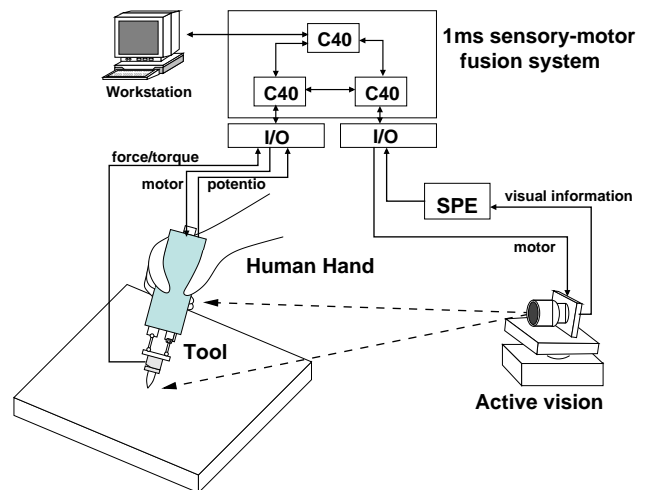 C40
1ms sensory-motor
fusion system
C40
C40
Workstation
I/O
I/O
force/torque
motor
potentio
visual information
SPE
motor
Human Hand
Tool
Active vision